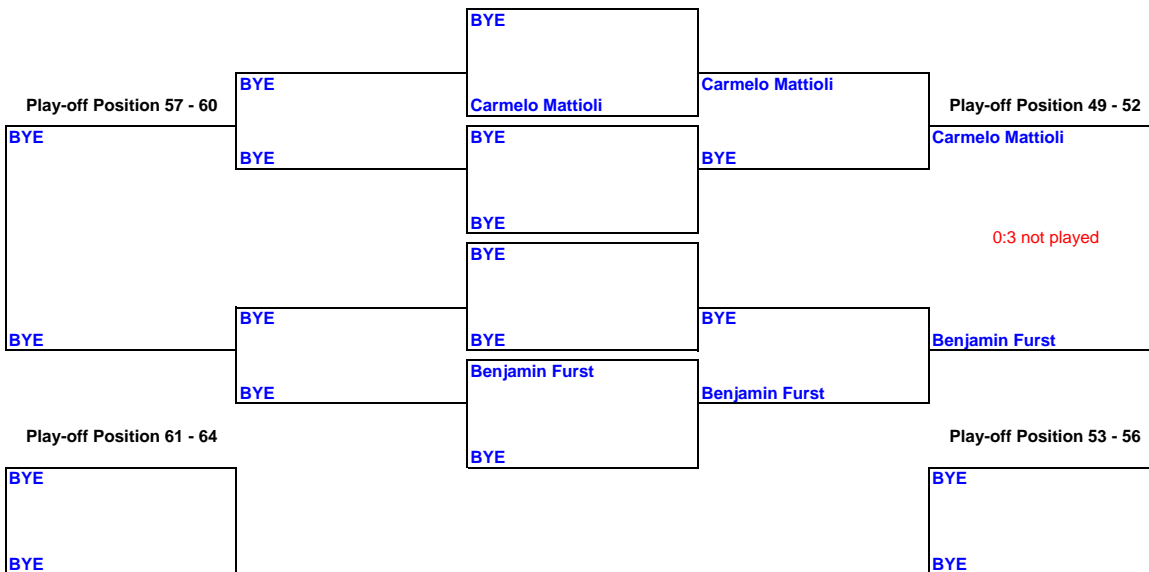 BYE
BYE Carmelo Mattioli
Play-off Position 57 - 60 Carmelo Mattioli Play-off Position 49 - 52
BYE BYE Carmelo Mattioli
BYE BYE
BYE
0:3 not played
BYE
BYE BYE
BYE BYE Benjamin Furst
Benjamin Furst
BYE Benjamin Furst
Play-off Position 61 - 64 Play-off Position 53 - 56
BYE
BYE BYE
BYE BYE